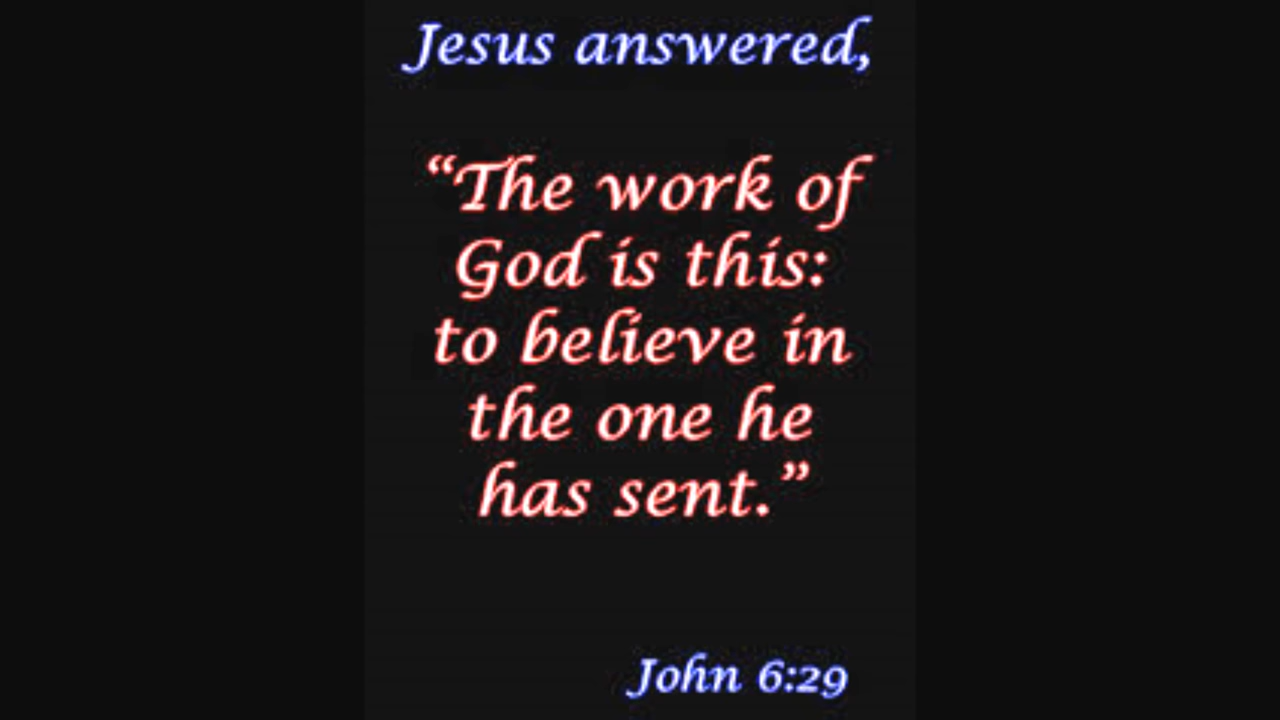 Jesus answered,
“The work of
God is this:
to believe in
the one he
has sent.”
John 6:29